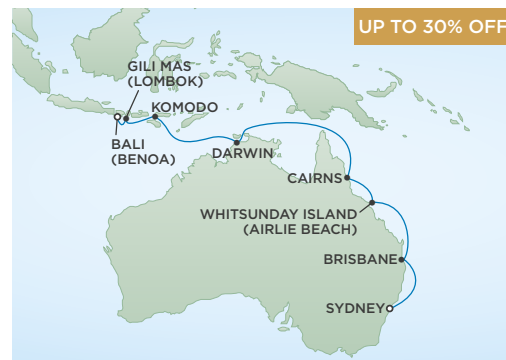 UP TO 30% OFF
GILI MAS
(LOMBOK)
KOMODO
BALI
(BENOA)
DARWIN
CAIRNS
WHITSUNDAY ISLAND
(AIRLIE BEACH)
BRISBANE
SYDNEY